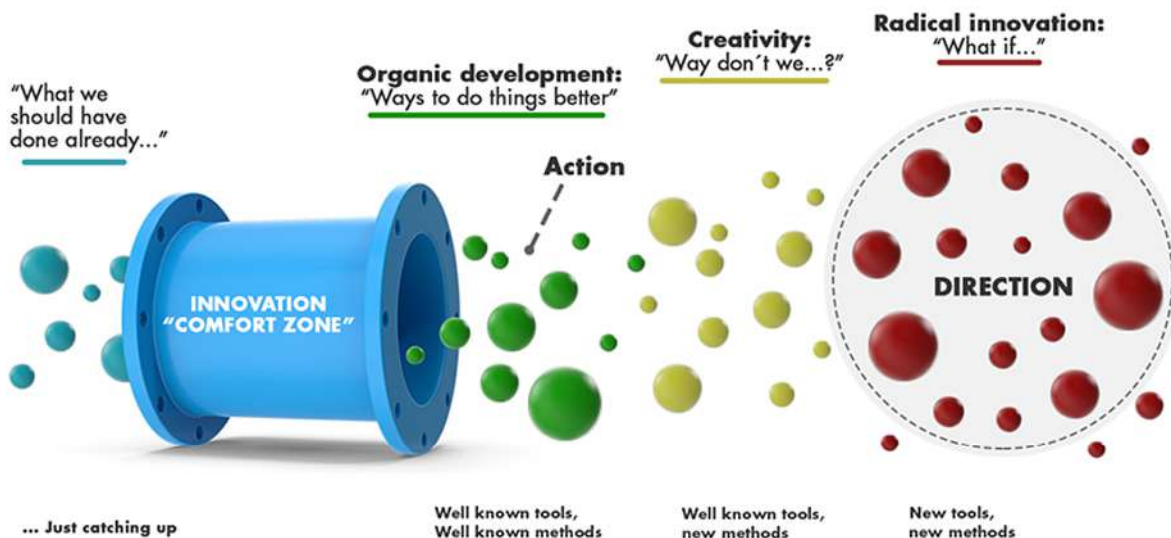 "What we
should have
done already..."
Organic development:
"Ways to do things better"
Creativity:
"Way don´t we...?"
Radical innovation:
"What if..."
Action
INNOVATION
"COMFORT ZONE"
DIRECTION
... Just catching up
Well known tools,
Well known methods
Well known tools,
new methods
New tools,
new methods